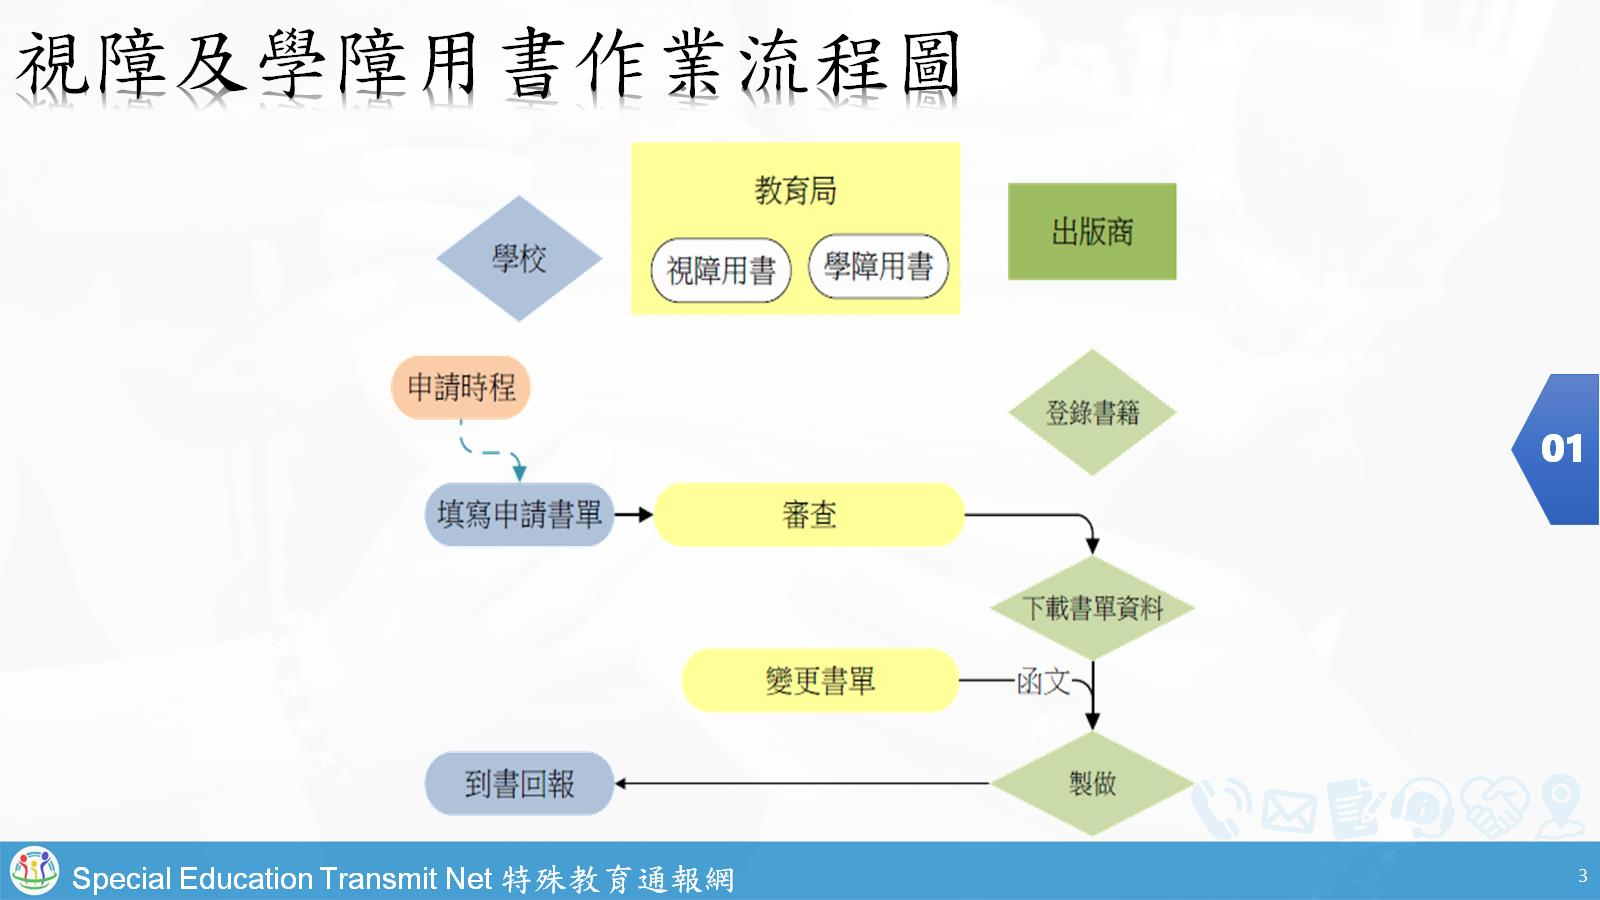 視障及學障用書作業流程圖
學校
教育局
視障用書
學障用書
出版商
申請時程
登錄書籍
填寫申請書單
審查
下載書單資料
變更書單
函文
到書回報
製做
01
Special Education Transmit Net 特殊教育通報網
3